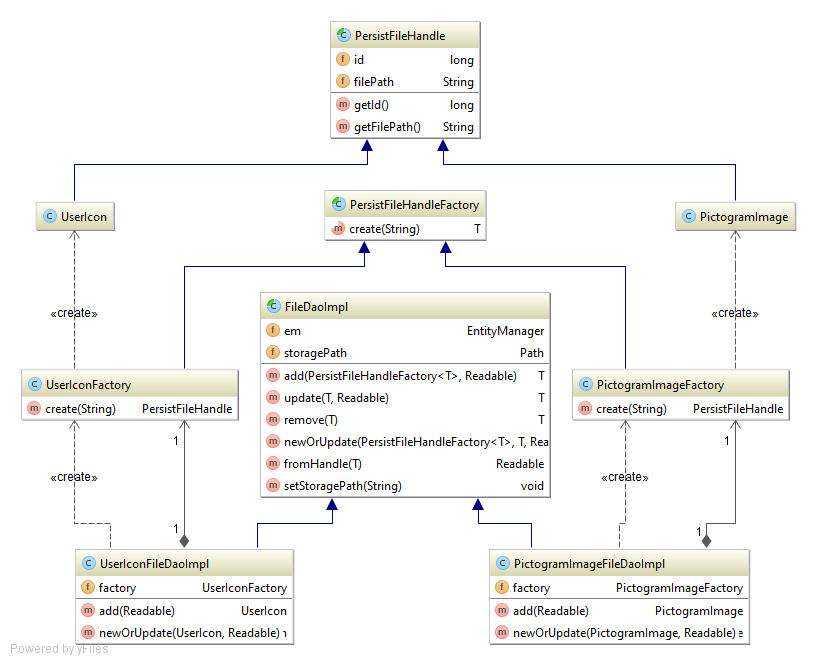 PersistFileHandle
f id long
f filePath String
m getId() long
m getFilePath() String
C UserIcon
PersistFileHandleFactory
m create(String) T
C PictogramImage
«create»
«create»
FileDaoImpl
f em EntityManager
f storagePath Path
m add(PersistFileHandleFactory<T>, Readable) T
m update(T, Readable) T
m remove(T) T
m newOrUpdate(PersistFileHandleFactory<T>, T, Rea
m fromHandle(T) Readable
m setStoragePath(String) void
C UserIconFactory
m create(String) PersistFileHandle
C PictogramImageFactory
m create(String) PersistFileHandle
1
1
«create»
«create»
1
1
C UserIconFileDaoImpl
f factory UserIconFactory
m add(Readable) UserIcon
m newOrUpdate(UserIcon, Readable)
C PictogramImageFileDaoImpl
f factory PictogramImageFactory
m add(Readable) PictogramImage
m newOrUpdate(PictogramImage, Readable) e
Powered by yFiles